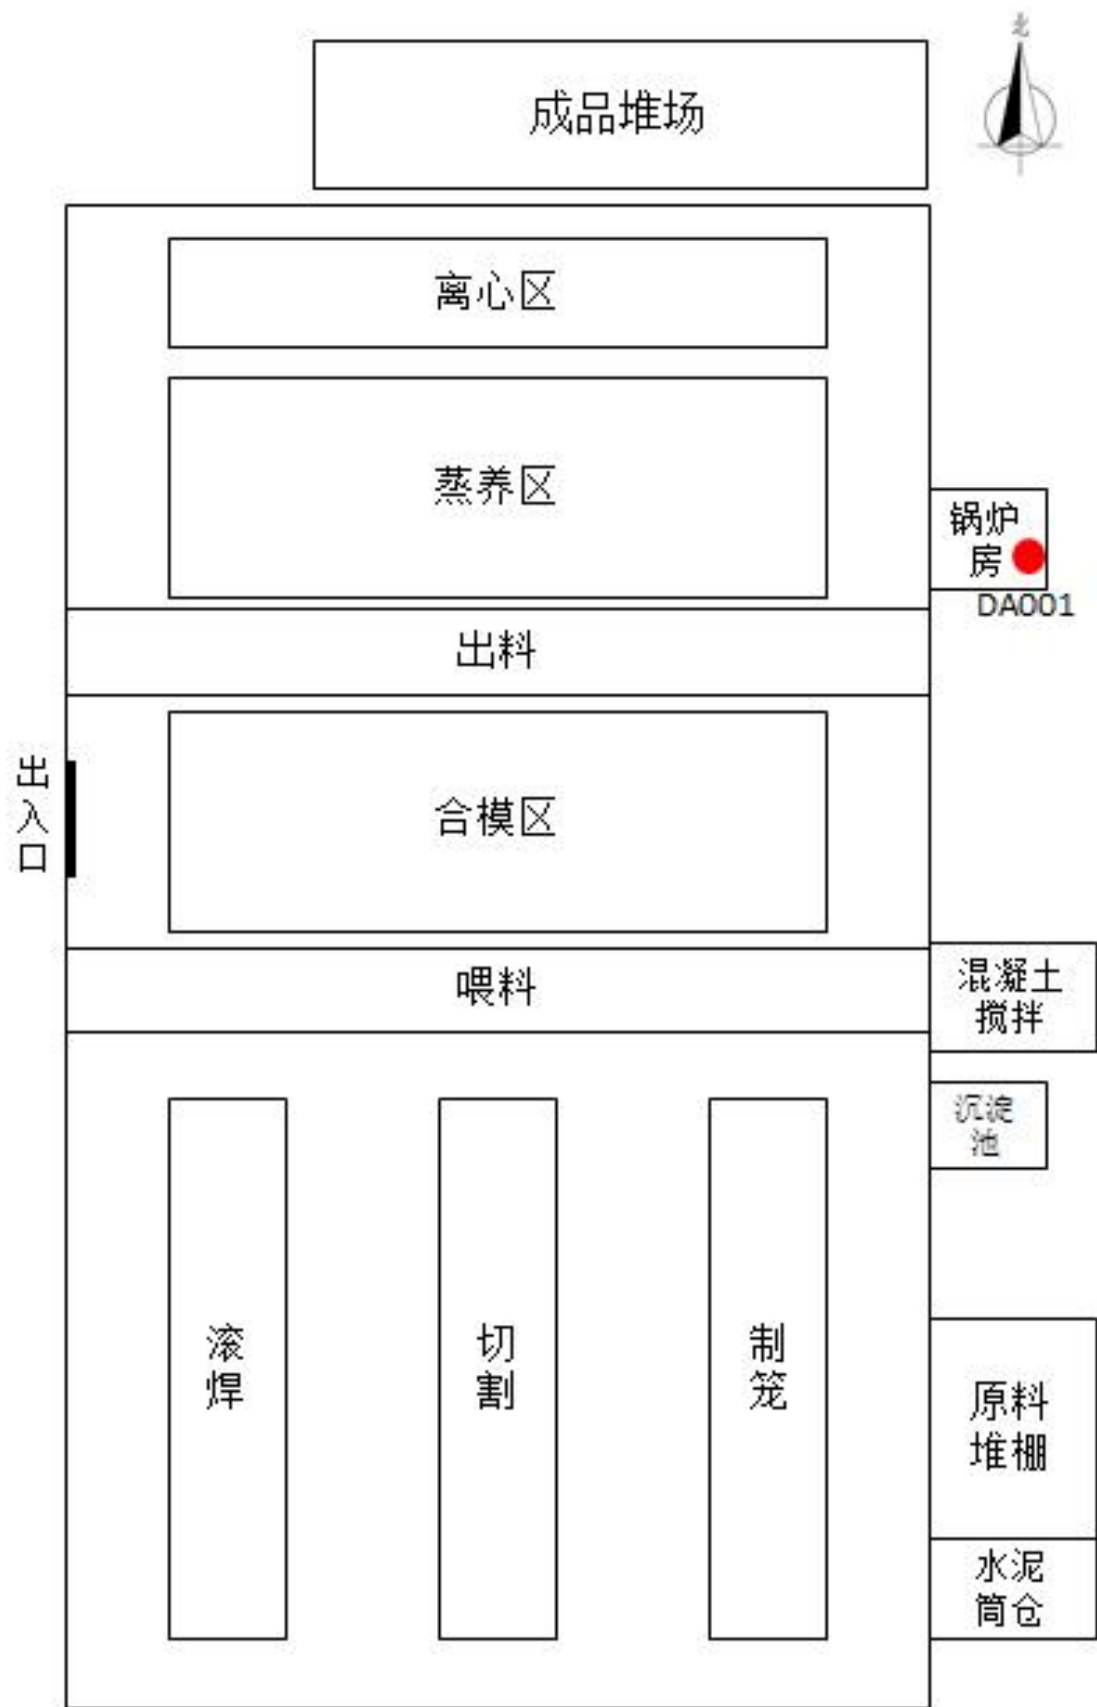 北
成品堆场
离心区
蒸养区
锅炉
房
DA001
出料
出
入
口
合模区
喂料
混凝土
搅拌
沉淀
池
滚
焊
切
割
制
笼
原料
堆棚
水泥
筒仓